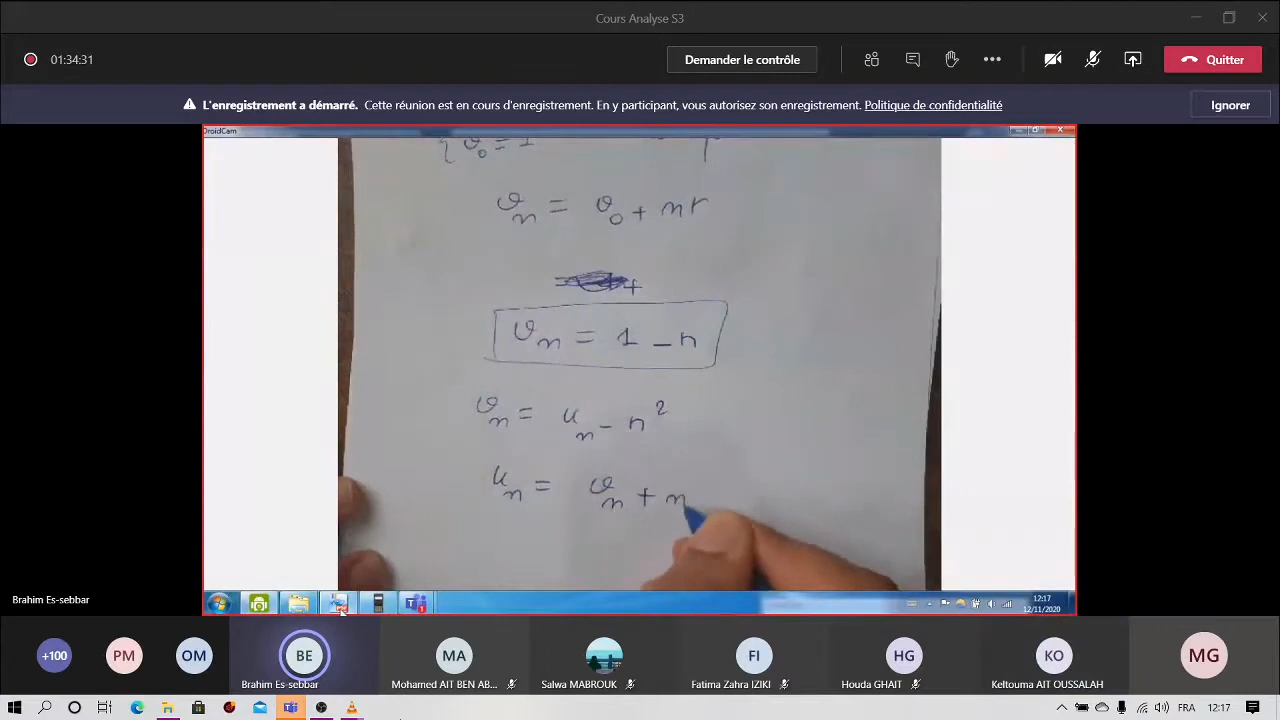 Cours Analyse S3
01:34:31
Demander le contrôle
Quitter
L'enregistrement a démarré. Cette réunion est en cours d'enregistrement. En y participant, vous autorisez son enregistrement. Politique de confidentialité
Ignorer
DroidCam
v₀ = 1
vₙ = v₀ + nr
= +
vₙ = 1 - n
vₙ = uₙ - n²
uₙ = vₙ + n
Brahim Es-sebbar
12:17
12/11/2020
+100
PM
OM
BE
MA
FI
HG
KO
MG
Brahim Es-sebbar
Mohamed AIT BEN AB...
Salwa MABROUK
Fatima Zahra IZIKI
Houda GHAIT
Keltouma AIT OUSSALAH
FRA
12:17